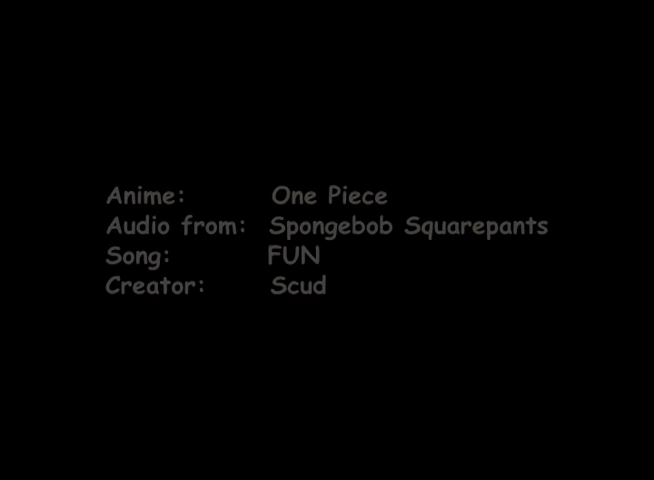 Anime: One Piece
Audio from: Spongebob Squarepants
Song: FUN
Creator: Scud